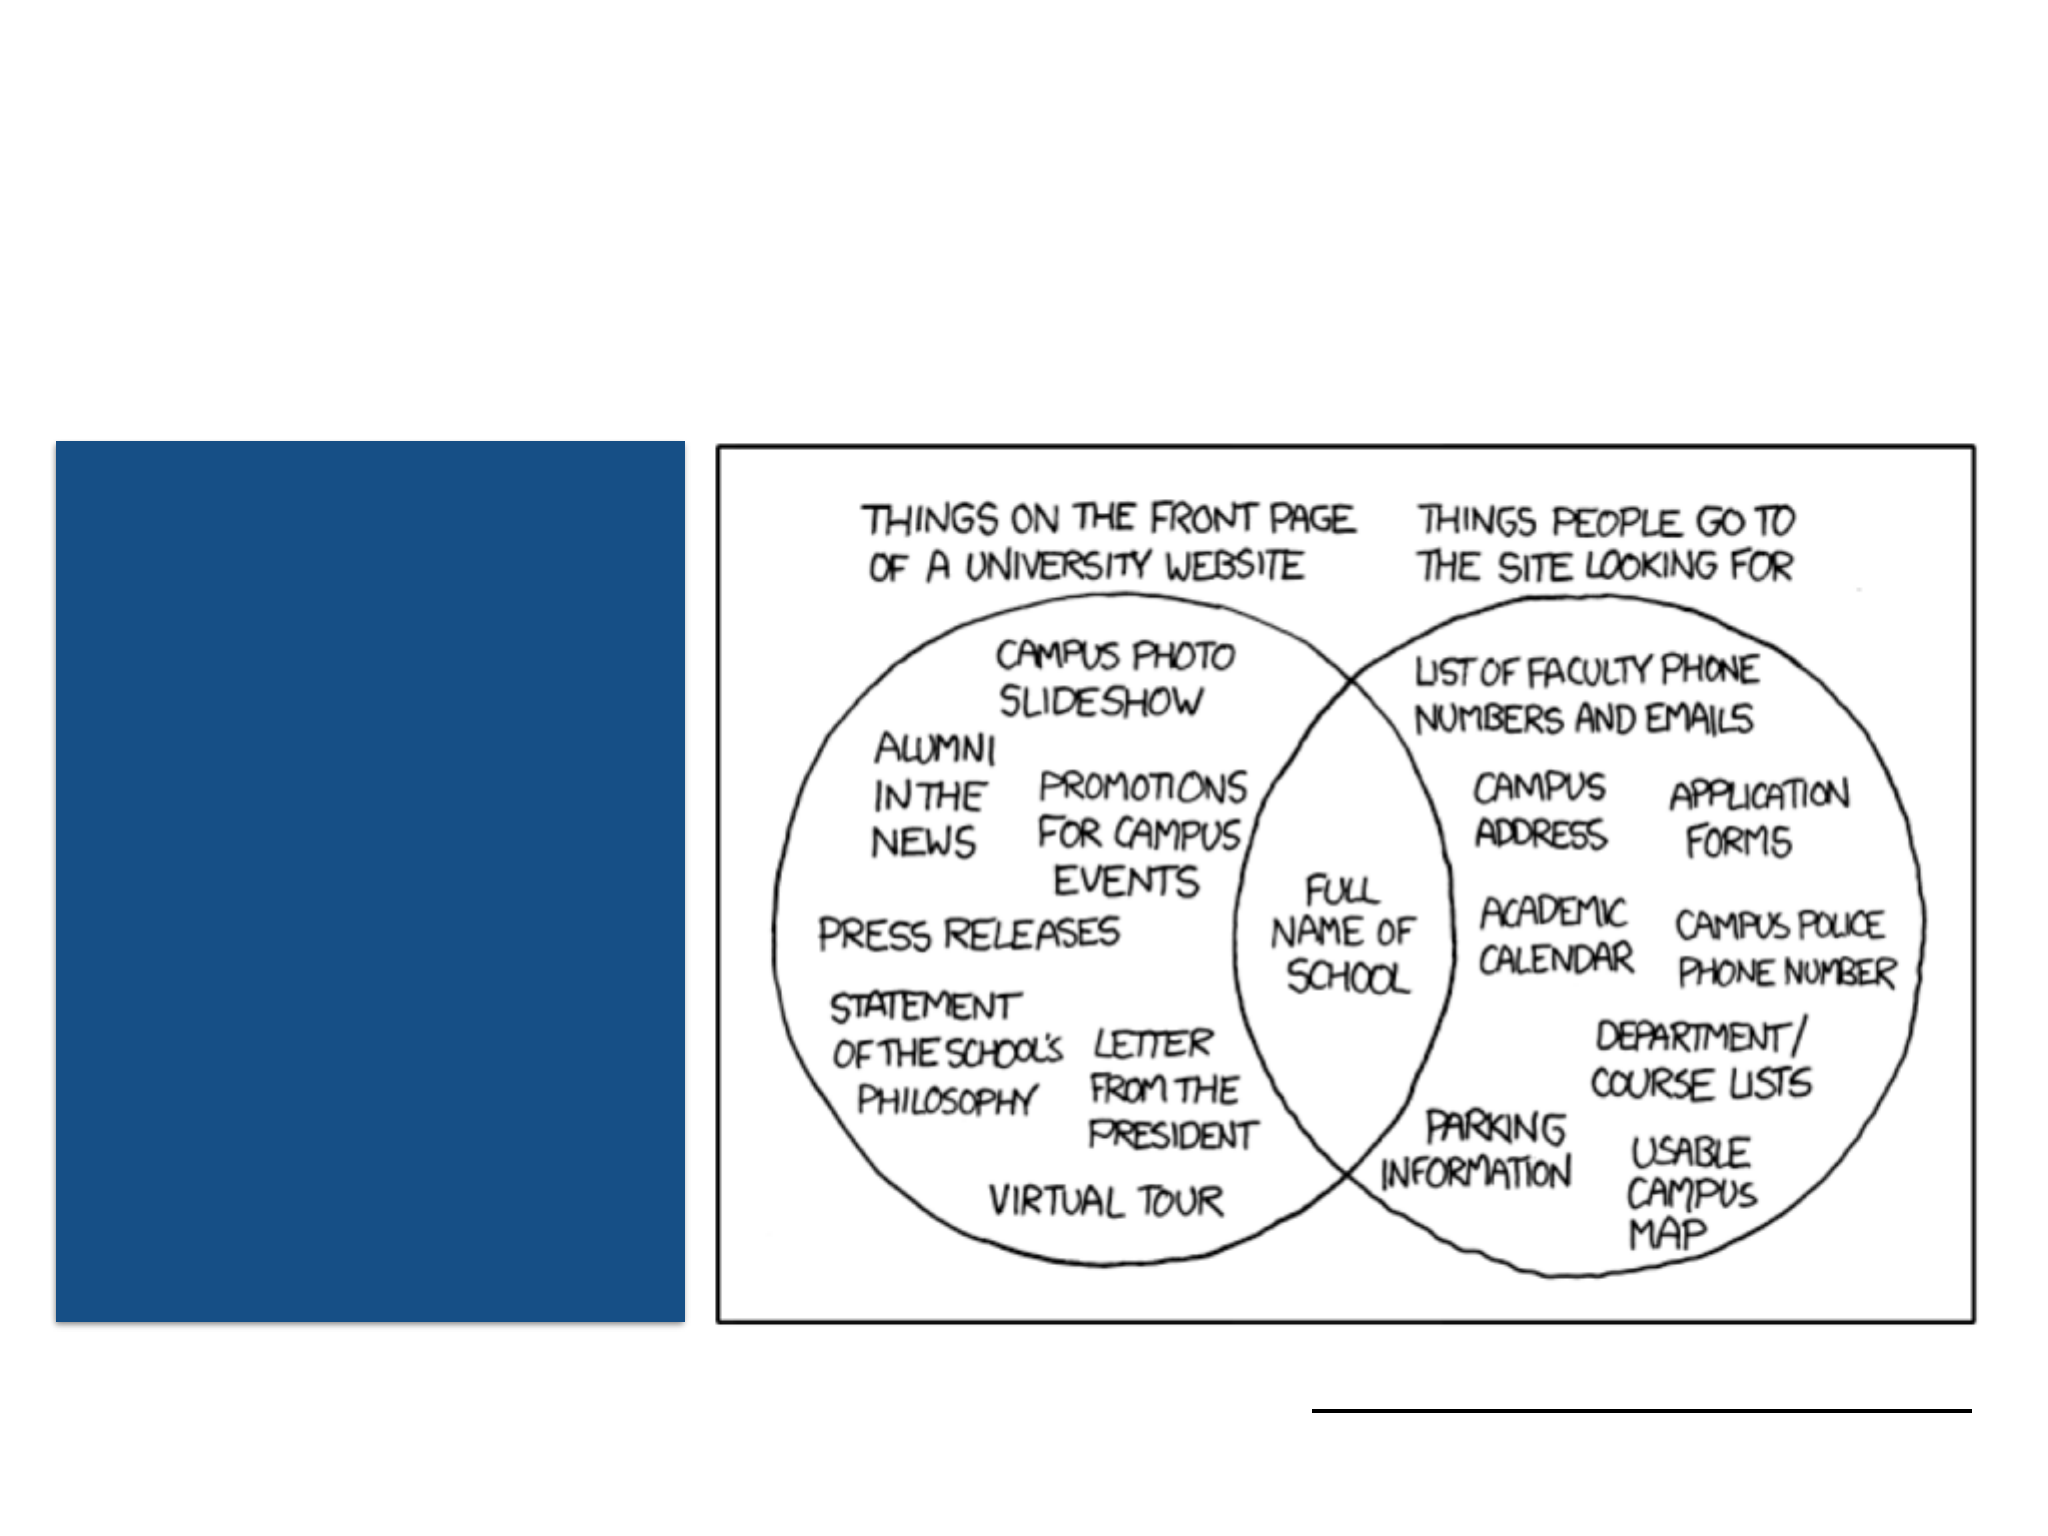 THINGS ON THE FRONT PAGE
OF A UNIVERSITY WEBSITE
THINGS PEOPLE GO TO
THE SITE LOOKING FOR
CAMPUS PHOTO
SLIDESHOW
ALUMNI
IN THE
NEWS
PROMOTIONS
FOR CAMPUS
EVENTS
PRESS RELEASES
STATEMENT
OF THE SCHOOL'S
PHILOSOPHY
LETTER
FROM THE
PRESIDENT
VIRTUAL TOUR
FULL
NAME OF
SCHOOL
LIST OF FACULTY PHONE
NUMBERS AND EMAILS
CAMPUS
ADDRESS
APPLICATION
FORMS
ACADEMIC
CALENDAR
CAMPUS POLICE
PHONE NUMBER
DEPARTMENT/
COURSE LISTS
PARKING
INFORMATION
USABLE
CAMPUS
MAP